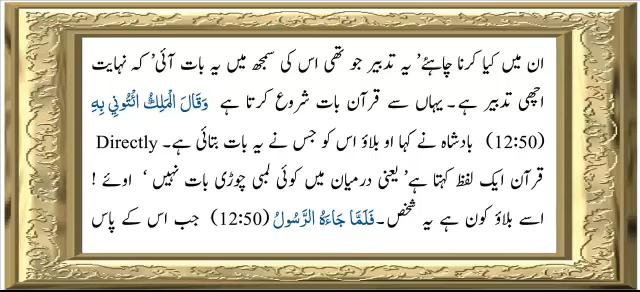 ان میں کیا کرنا چاہئے‘ یہ تدبیر جو تھی اس کی سمجھ میں یہ بات آئی‘ کہ نہایت
اچھی تدبیر ہے۔ یہاں سے قرآن بات شروع کرتا ہے وَقَالَ الْمَلِكُ ائْتُونِي بِهِ
(12:50) بادشاہ نے کہا او بلاؤ اس کو جس نے یہ بات بتائی ہے۔ Directly
قرآن ایک لفظ کہتا ہے‘ یعنی درمیان میں کوئی لمبی چوڑی بات نہیں‘ اوئے !
اسے بلاؤ کون ہے یہ شخص۔ فَلَمَّا جَاءَهُ الرَّسُولُ (12:50) جب اس کے پاس